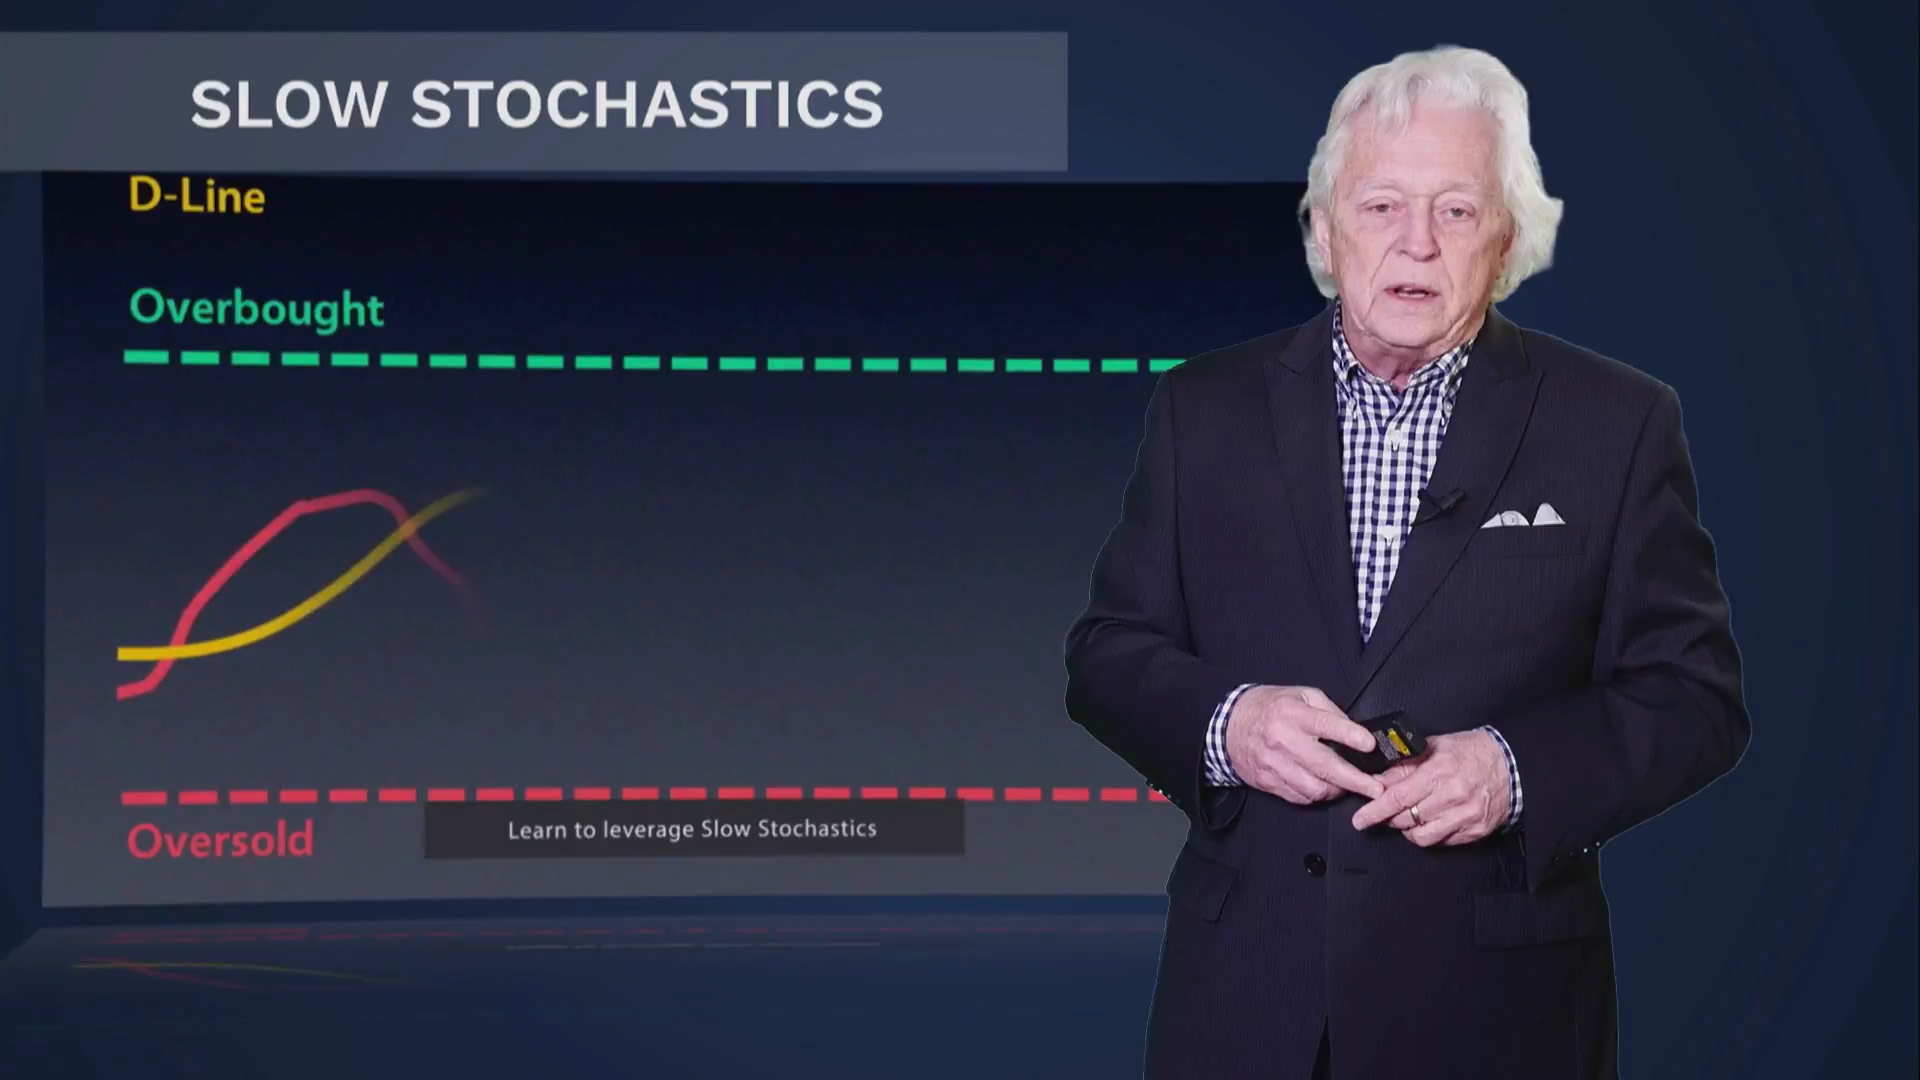 SLOW STOCHASTICS
D-Line
Overbought
Oversold
Learn to leverage Slow Stochastics